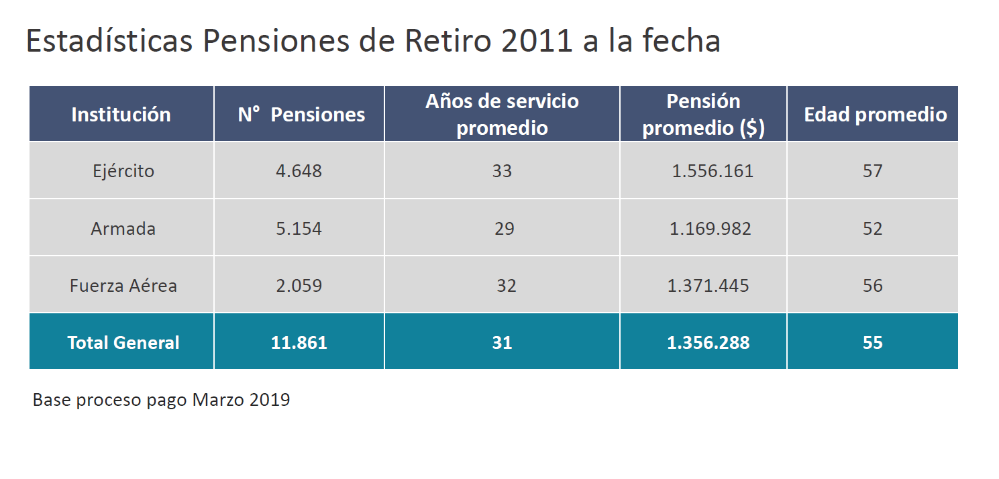 Estadísticas Pensiones de Retiro 2011 a la fecha
Institución N° Pensiones Años de servicio promedio Pensión promedio ($) Edad promedio
Ejército 4.648 33 1.556.161 57
Armada 5.154 29 1.169.982 52
Fuerza Aérea 2.059 32 1.371.445 56
Total General 11.861 31 1.356.288 55
Base proceso pago Marzo 2019